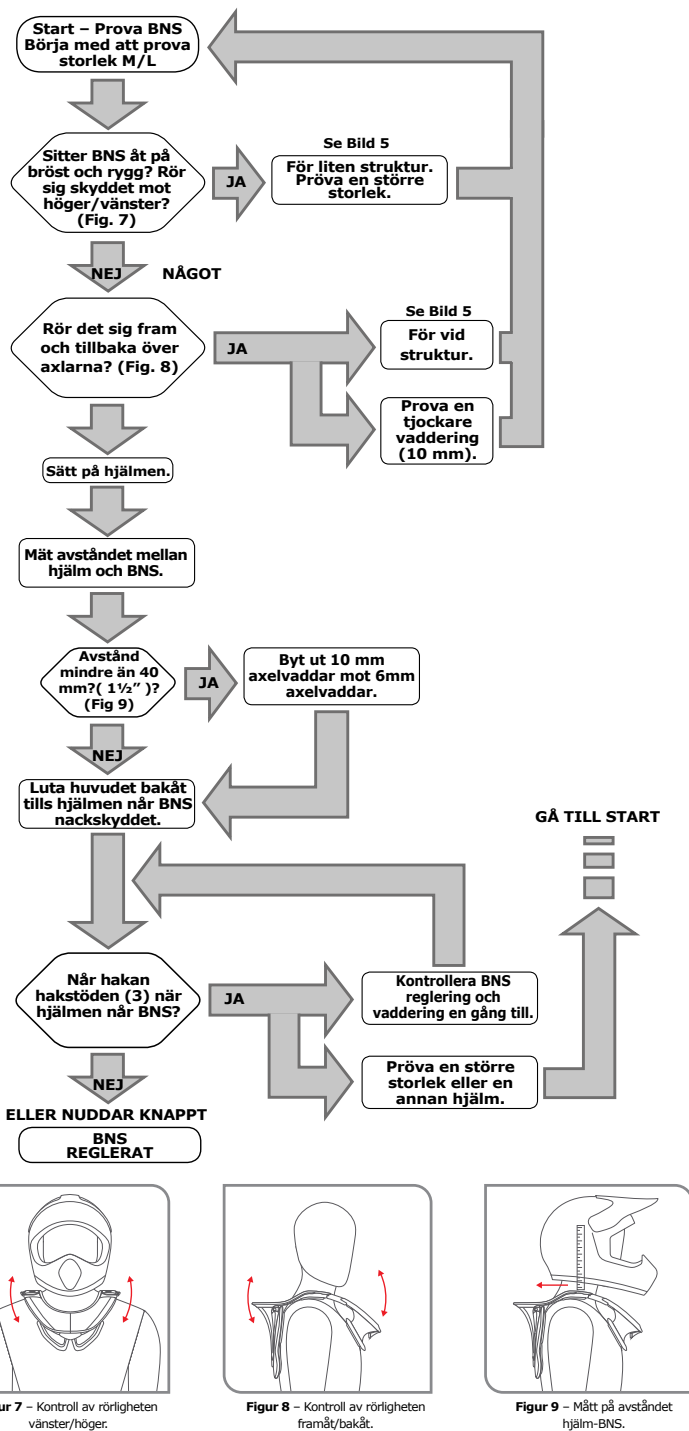 Start – Prova BNS
Börja med att prova
storlek M/L
Sitter BNS åt på
bröst och rygg? Rör
sig skyddet mot
höger/vänster?
(Fig. 7)
JA
Se Bild 5
För liten struktur.
Pröva en större
storlek.
NEJ
NÅGOT
Rör det sig fram
och tillbaka över
axlarna? (Fig. 8)
JA
Se Bild 5
För vid
struktur.
Prova en
tjockare
vaddering
(10 mm).
Sätt på hjälmen.
Mät avståndet mellan
hjälm och BNS.
Avstånd
mindre än 40
mm?( 1½” )?
(Fig 9)
JA
Byt ut 10 mm
axelvaddar mot 6mm
axelvaddar.
NEJ
Luta huvudet bakåt
tills hjälmen når BNS
nackskyddet.
GÅ TILL START
Når hakan
hakstöden (3) när
hjälmen når BNS?
JA
Kontrollera BNS
reglering och
vaddering en gång till.
Pröva en större
storlek eller en
annan hjälm.
NEJ
ELLER NUDDAR KNAPPT
BNS
REGLERAT
ur 7 – Kontroll av rörligheten
vänster/höger.
Figur 8 – Kontroll av rörligheten
framåt/bakåt.
Figur 9 – Mått på avståndet
hjälm-BNS.